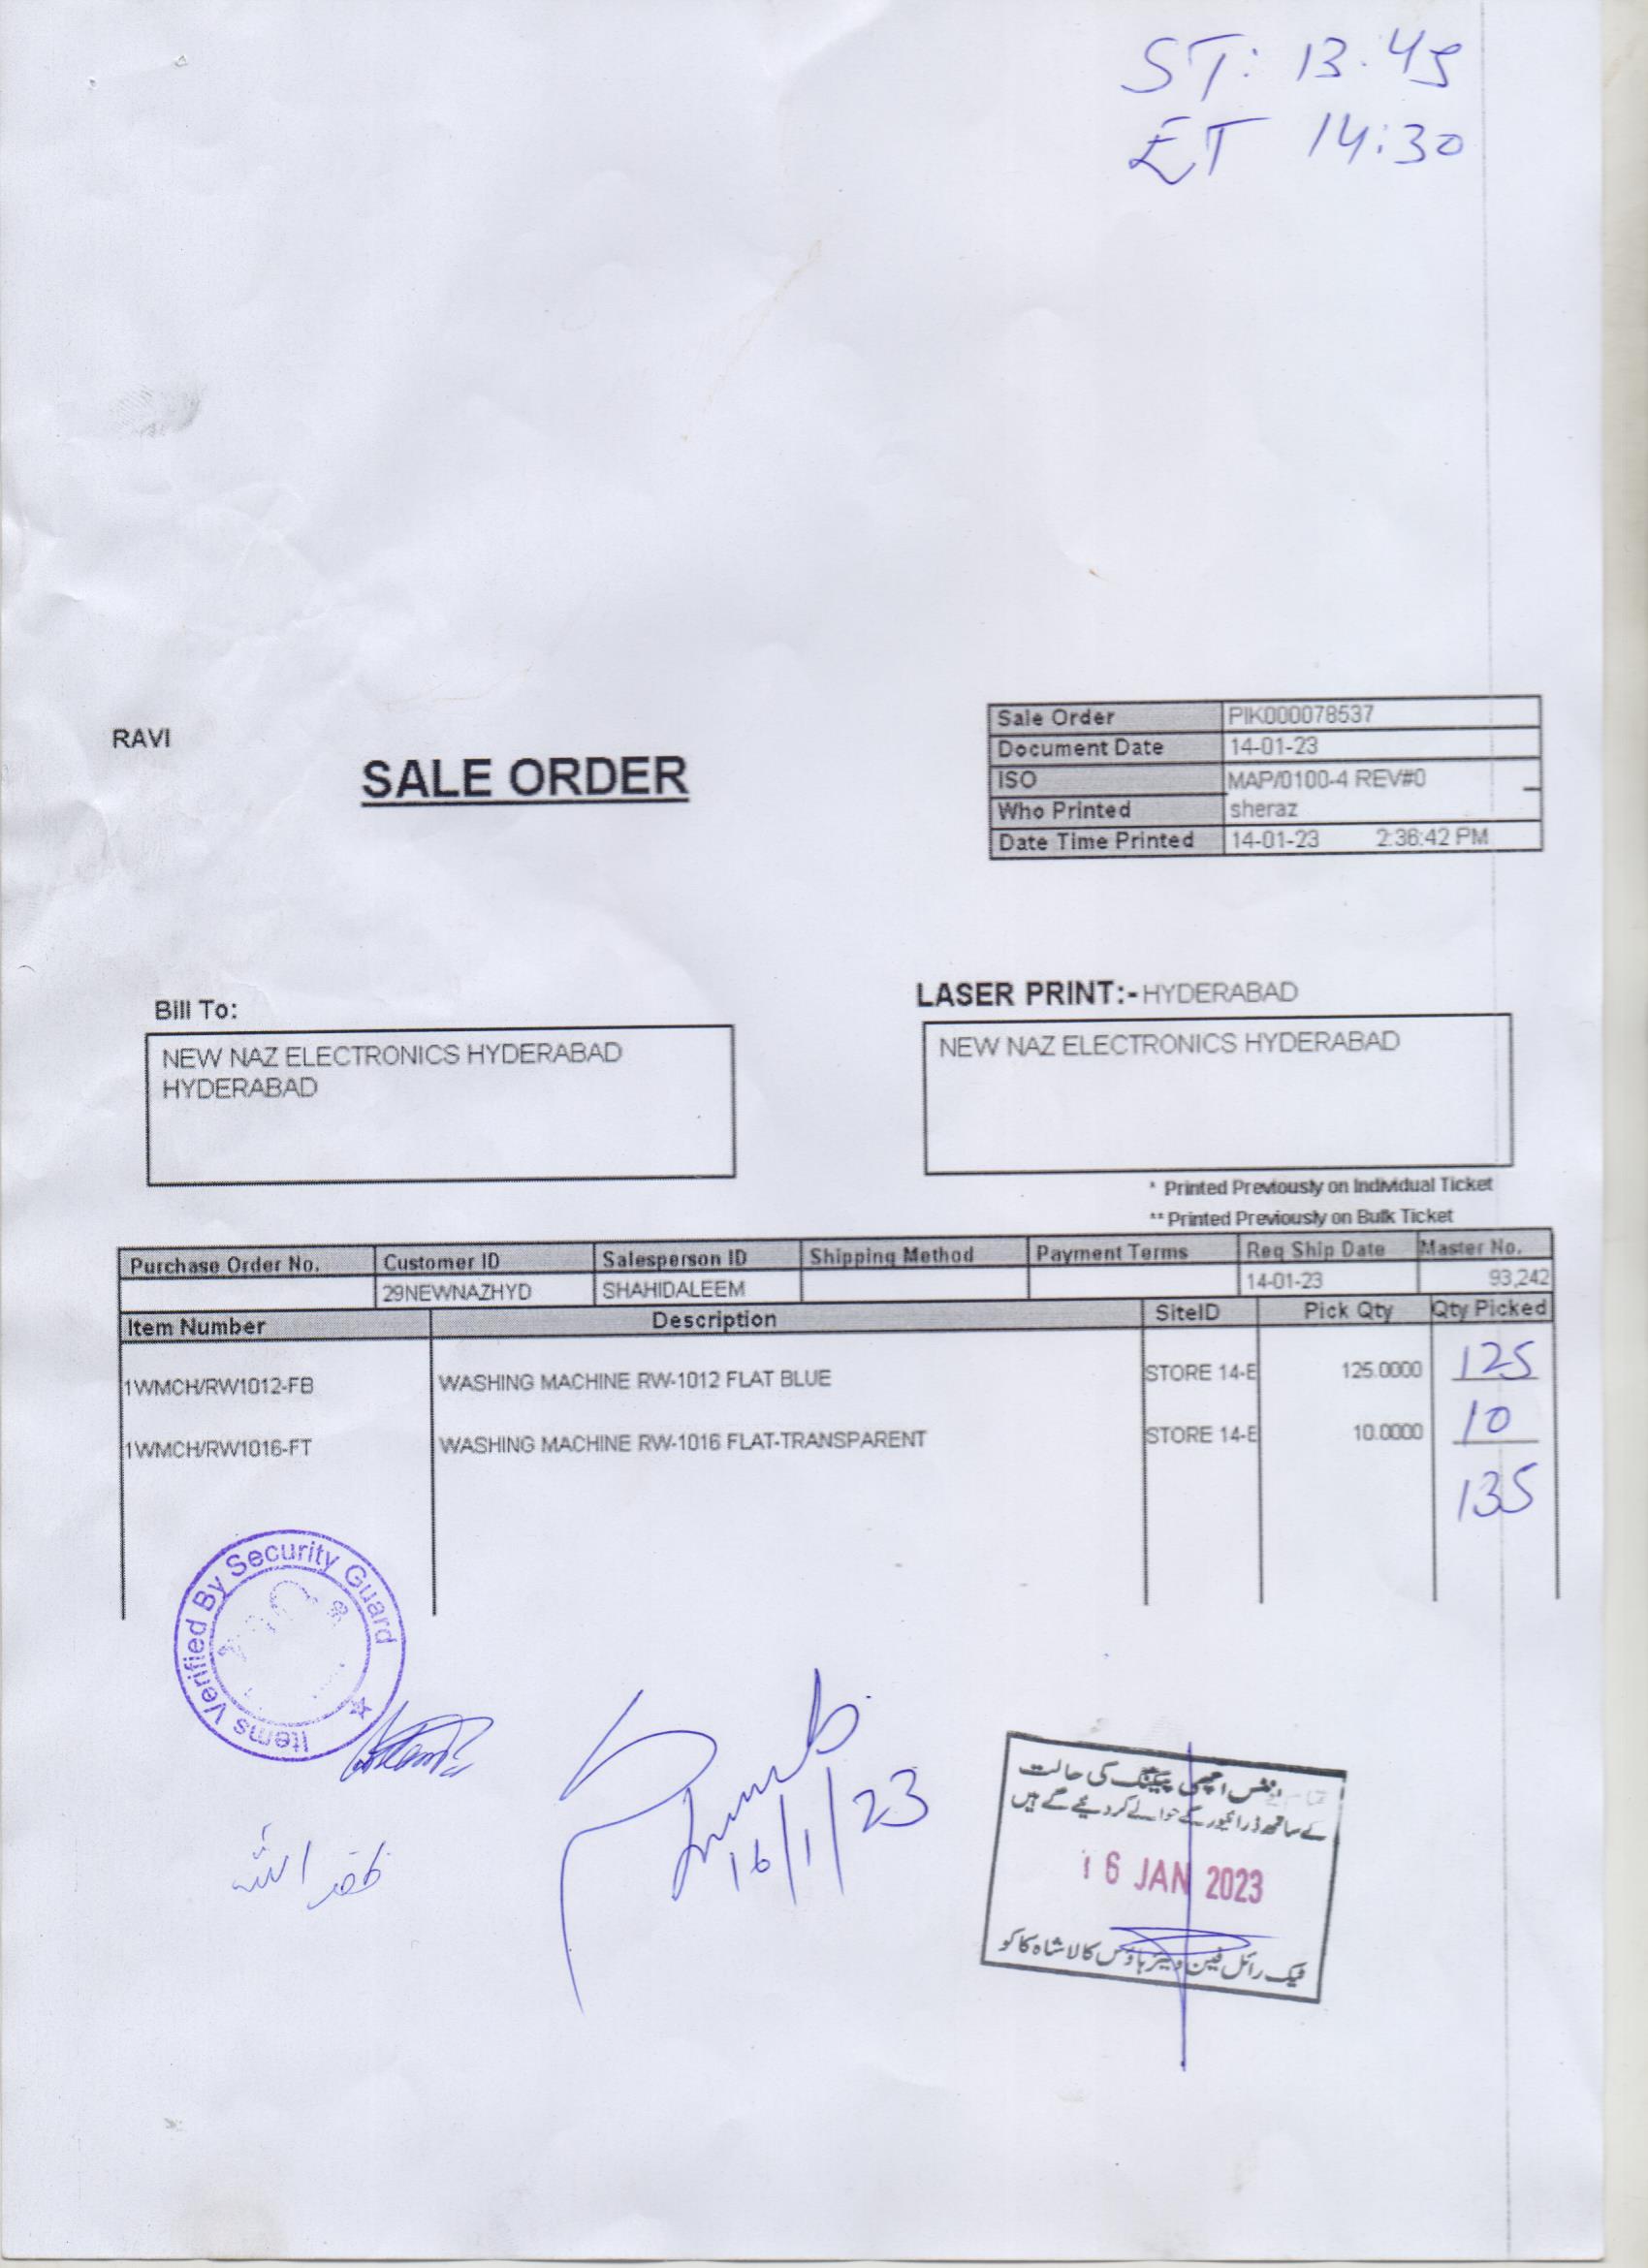 ST: 13.45
ET 14:30
RAVI
SALE ORDER
Sale Order PIK000078537
Document Date 14-01-23
ISO MAP/0100-4 REV#0
Who Printed sheraz
Date Time Printed 14-01-23 2:36:42 PM
Bill To:
NEW NAZ ELECTRONICS HYDERABAD
HYDERABAD
LASER PRINT:- HYDERABAD
NEW NAZ ELECTRONICS HYDERABAD
* Printed Previously on Individual Ticket
** Printed Previously on Bulk Ticket
Purchase Order No. Customer ID Salesperson ID Shipping Method Payment Terms Req Ship Date Master No.
29NEWNAZHYD SHAHIDALEEM 14-01-23 93,242
Item Number Description SiteID Pick Qty Qty Picked
1WMCH/RW1012-FB WASHING MACHINE RW-1012 FLAT BLUE STORE 14-E 125.0000 125
1WMCH/RW1016-FT WASHING MACHINE RW-1016 FLAT-TRANSPARENT STORE 14-E 10.0000 10
135
Items Verified By Security Guard
16/1/23
ظفر اللہ
اچھی پیکنگ کی حالت
کے ساتھ ڈرائیور کے حوالے کر دیئے گئے ہیں
16 JAN 2023
رائل فین ویئر ہاؤس کالا شاہ کاکو